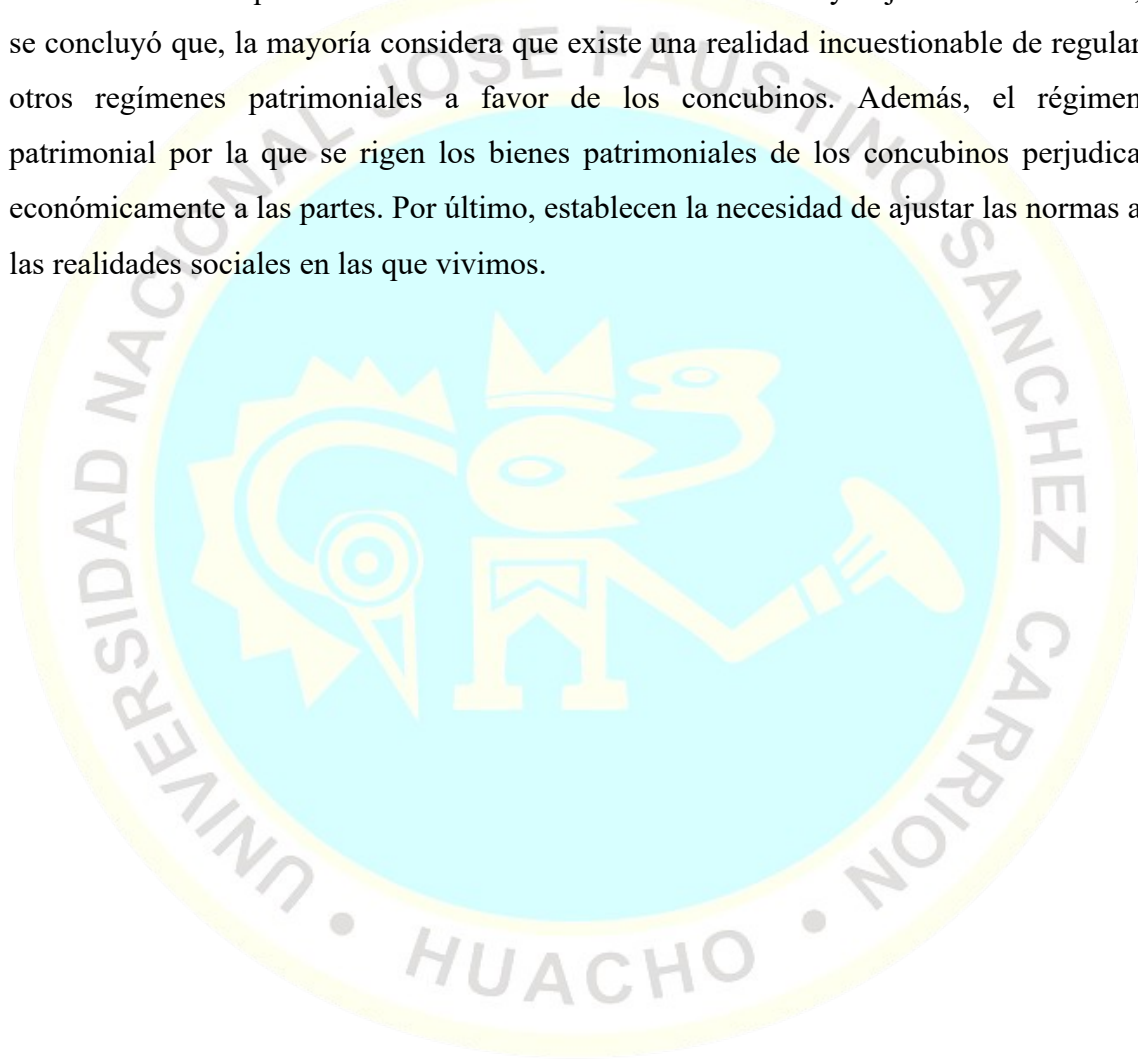 se concluyó que, la mayoría considera que existe una realidad incuestionable de regular
otros regímenes patrimoniales a favor de los concubinos. Además, el régimen
patrimonial por la que se rigen los bienes patrimoniales de los concubinos perjudica
económicamente a las partes. Por último, establecen la necesidad de ajustar las normas a
las realidades sociales en las que vivimos.
UNIVERSIDAD NACIONAL JOSE FAUSTINO SANCHEZ CARRION
• HUACHO •